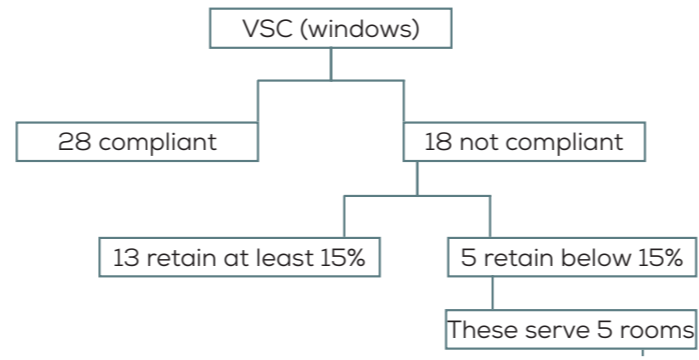 VSC (windows)
28 compliant
18 not compliant
13 retain at least 15%
5 retain below 15%
These serve 5 rooms